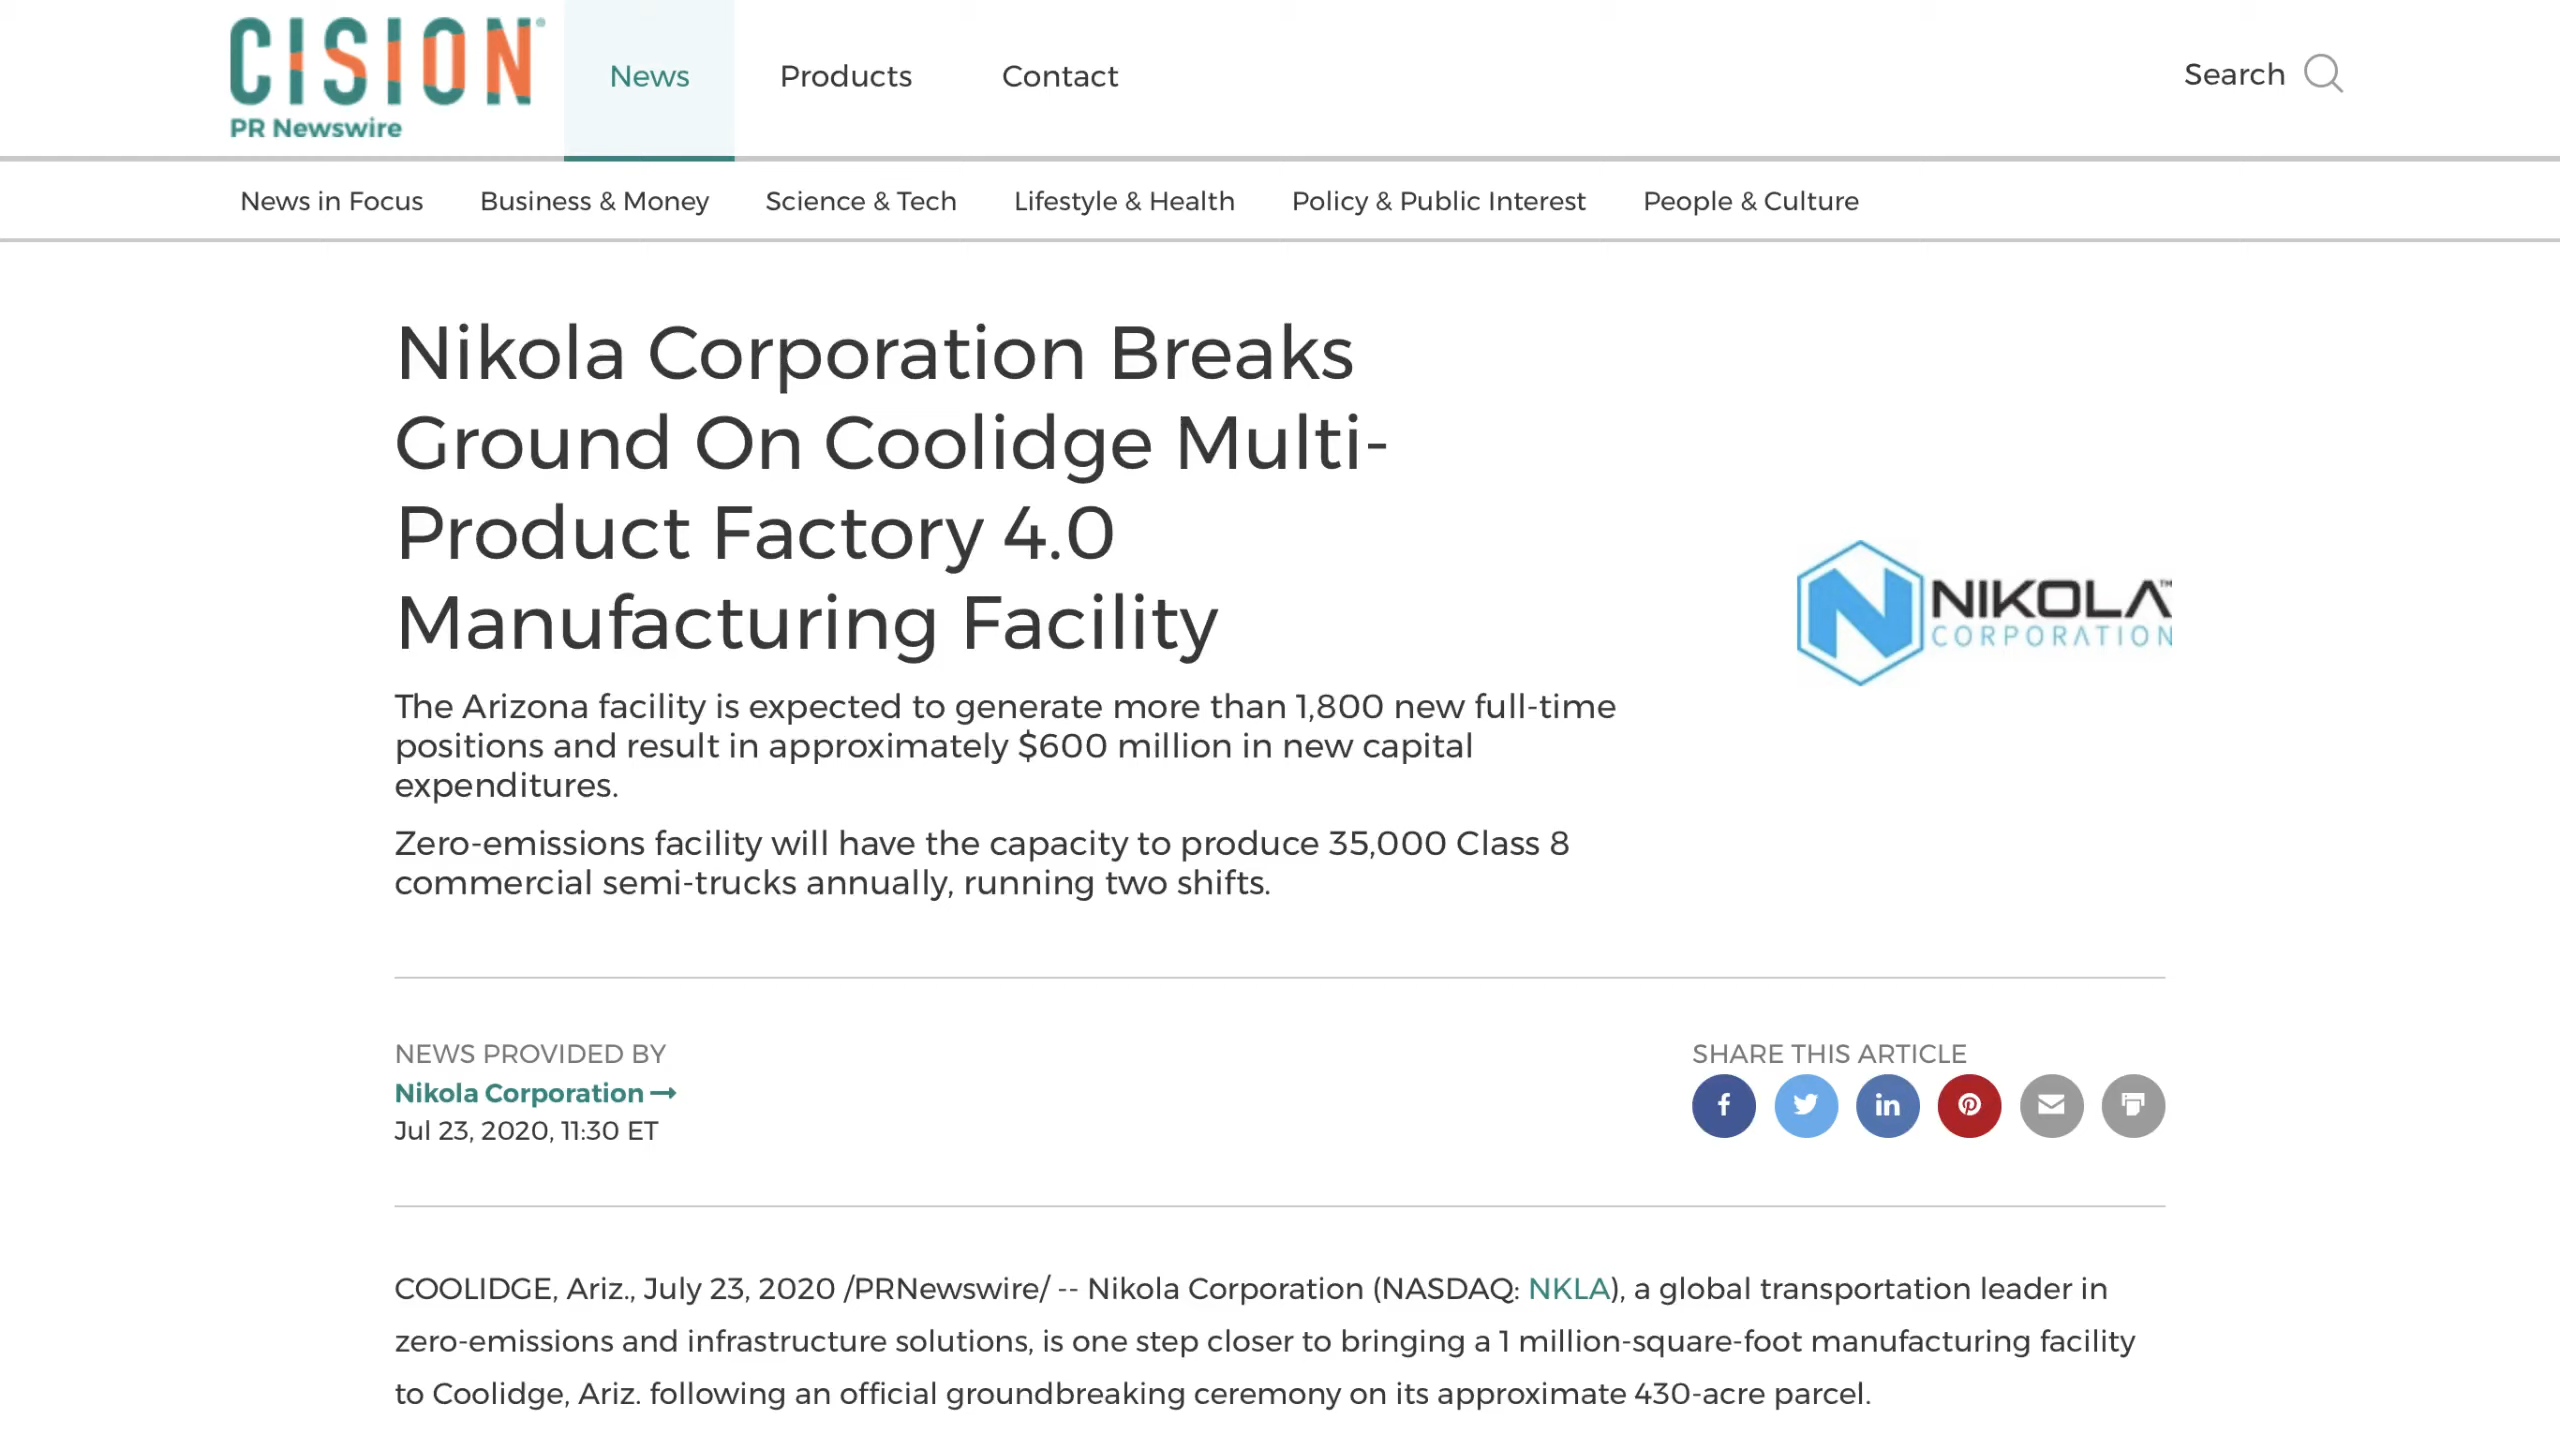 CISION
PR Newswire
News
Products
Contact
Search
News in Focus
Business & Money
Science & Tech
Lifestyle & Health
Policy & Public Interest
People & Culture
Nikola Corporation Breaks
Ground On Coolidge Multi-
Product Factory 4.0
Manufacturing Facility
NIKOLA™
CORPORATION
The Arizona facility is expected to generate more than 1,800 new full-time
positions and result in approximately $600 million in new capital
expenditures.
Zero-emissions facility will have the capacity to produce 35,000 Class 8
commercial semi-trucks annually, running two shifts.
NEWS PROVIDED BY
Nikola Corporation →
Jul 23, 2020, 11:30 ET
SHARE THIS ARTICLE
COOLIDGE, Ariz., July 23, 2020 /PRNewswire/ -- Nikola Corporation (NASDAQ: NKLA), a global transportation leader in
zero-emissions and infrastructure solutions, is one step closer to bringing a 1 million-square-foot manufacturing facility
to Coolidge, Ariz. following an official groundbreaking ceremony on its approximate 430-acre parcel.